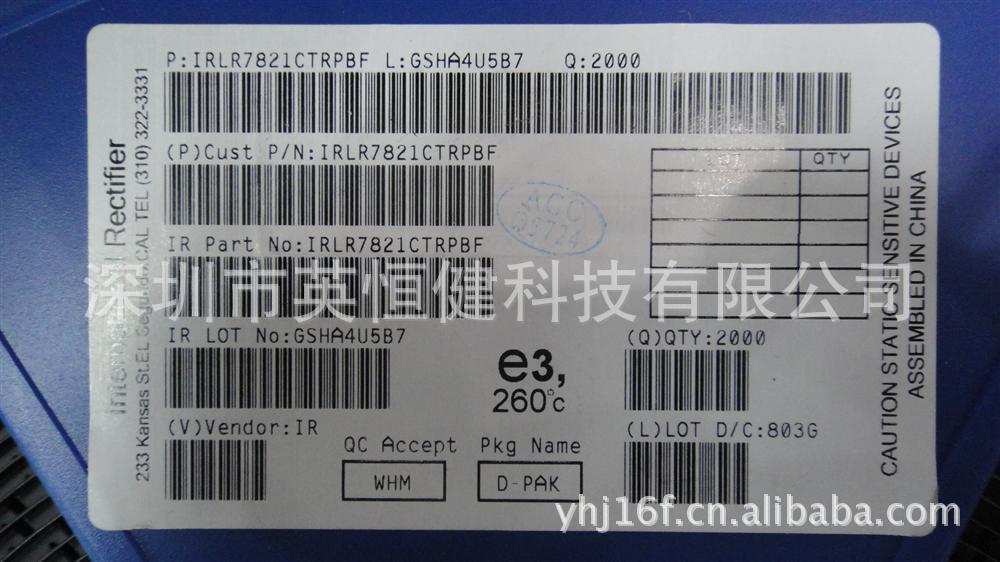 P:IRLR7821CTRPBF L:GSHA4U5B7 Q:2000
(P)Cust P/N:IRLR7821CTRPBF
QTY
ACC
IR Part No:IRLR7821CTRPBF
深圳市英恒健科技有限公司
IR LOT No:GSHA4U5B7
(Q)QTY:2000
e3,
260°c
(V)Vendor:IR
QC Accept
Pkg Name
(L)LOT D/C:803G
WHM
D-PAK
International Rectifier
233 Kansas St.EL Segundo,CAL TEL (310) 322-3331
CAUTION STATIC SENSITIVE DEVICES
ASSEMBLED IN CHINA
yhj16f.cn.alibaba.com